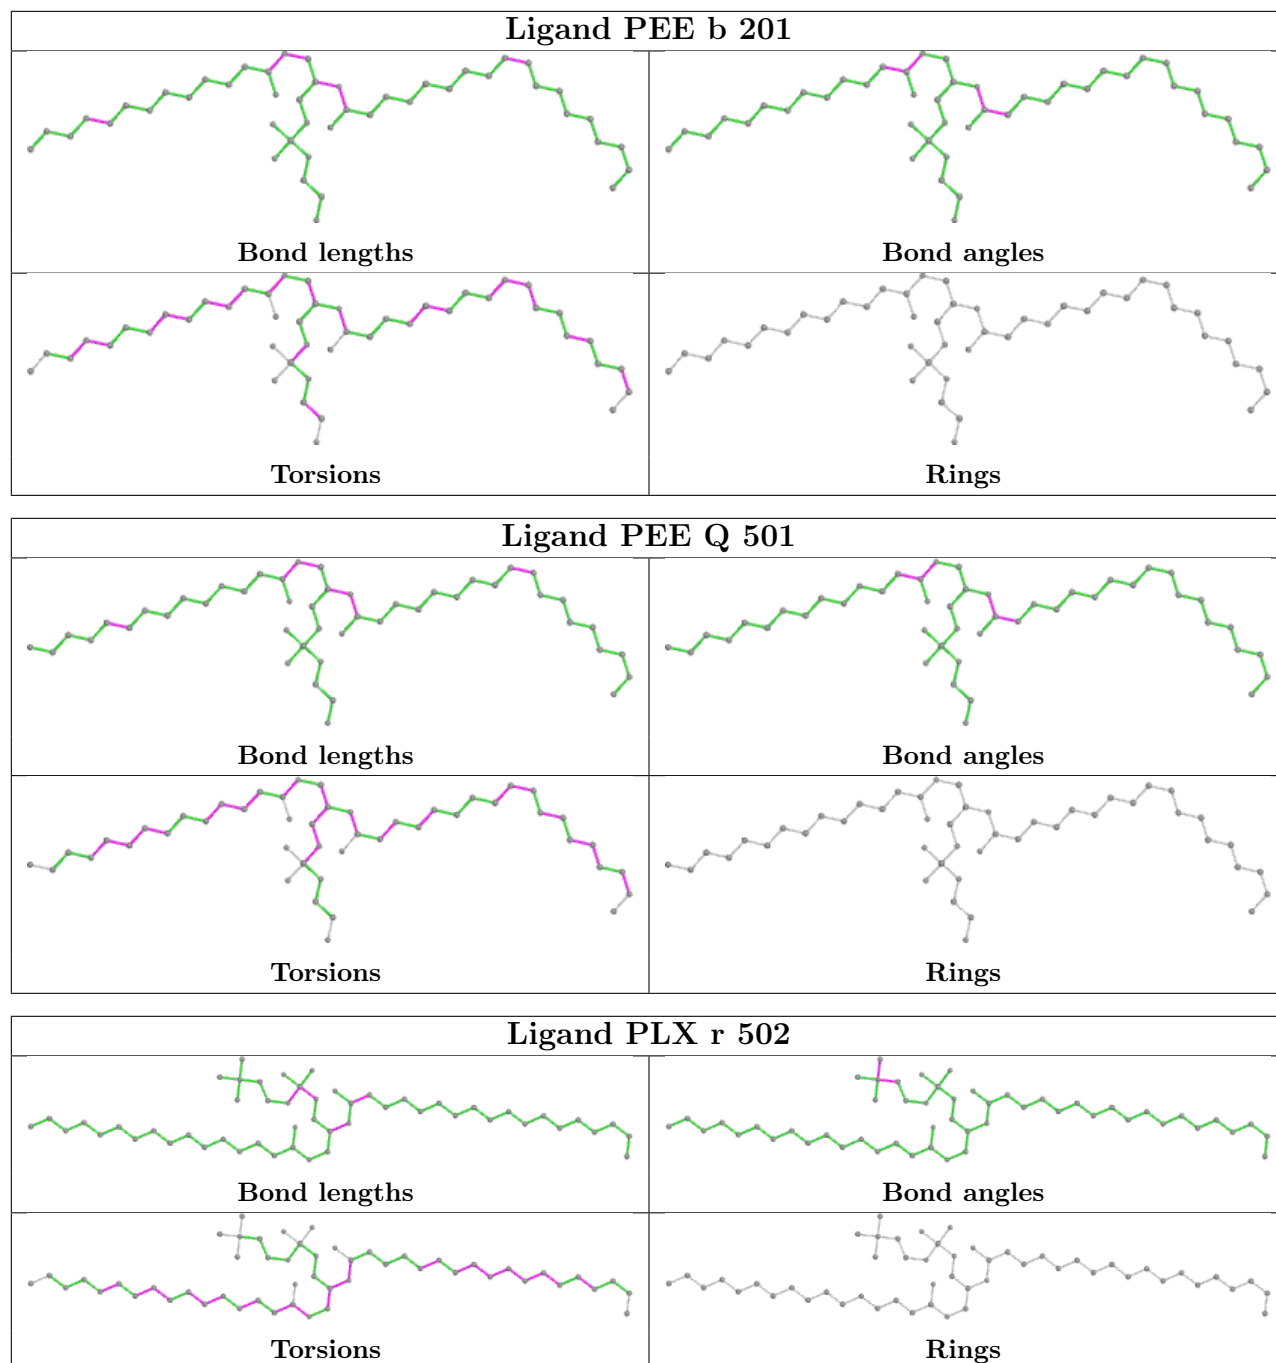 Ligand PEE b 201
Bond lengths
Bond angles
Torsions
Rings
Ligand PEE Q 501
Bond lengths
Bond angles
Torsions
Rings
Ligand PLX r 502
Bond lengths
Bond angles
Torsions
Rings